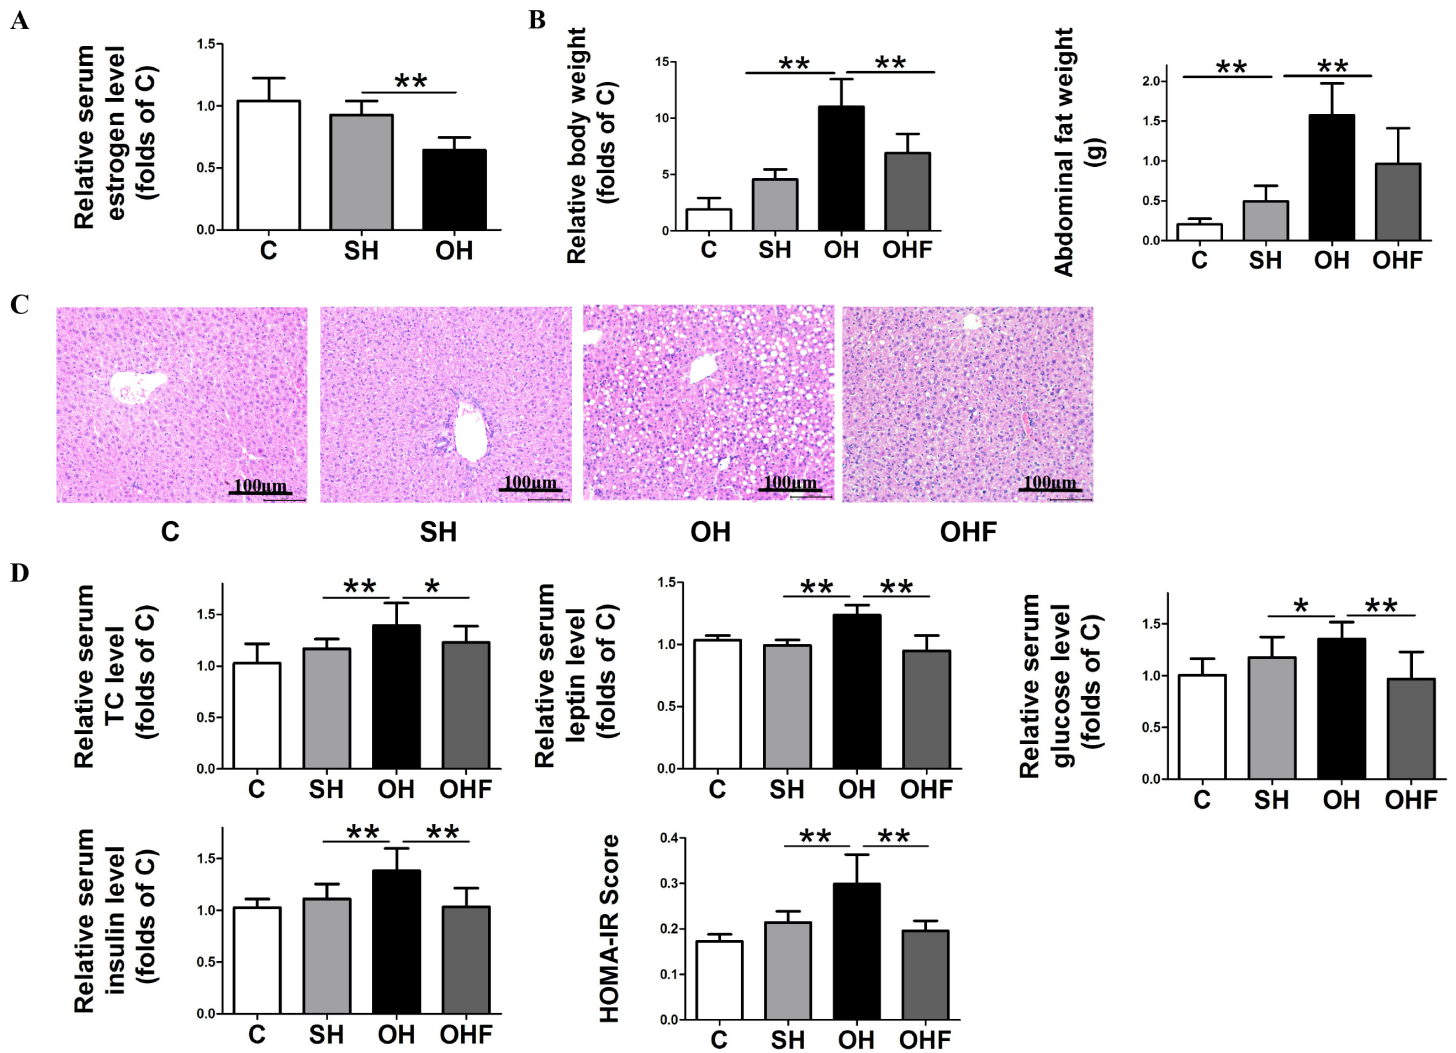 A
Relative serum
estrogen level
(folds of C)
1.5
1.0
0.5
0.0
**
C SH OH
B
Relative body weight
(folds of C)
15
10
5
0
** **
C SH OH OHF
Abdominal fat weight
(g)
2.0
1.5
1.0
0.5
0.0
** **
C SH OH OHF
C
100μm 100μm 100μm 100μm
C SH OH OHF
D
Relative serum
TC level
(folds of C)
1.5
1.0
0.5
0.0
** *
C SH OH OHF
Relative serum
leptin level
(folds of C)
1.5
1.0
0.5
0.0
** **
C SH OH OHF
Relative serum
glucose level
(folds of C)
1.5
1.0
0.5
0.0
* **
C SH OH OHF
Relative serum
insulin level
(folds of C)
1.5
1.0
0.5
0.0
** **
C SH OH OHF
HOMA-IR Score
0.4
0.3
0.2
0.1
0.0
** **
C SH OH OHF